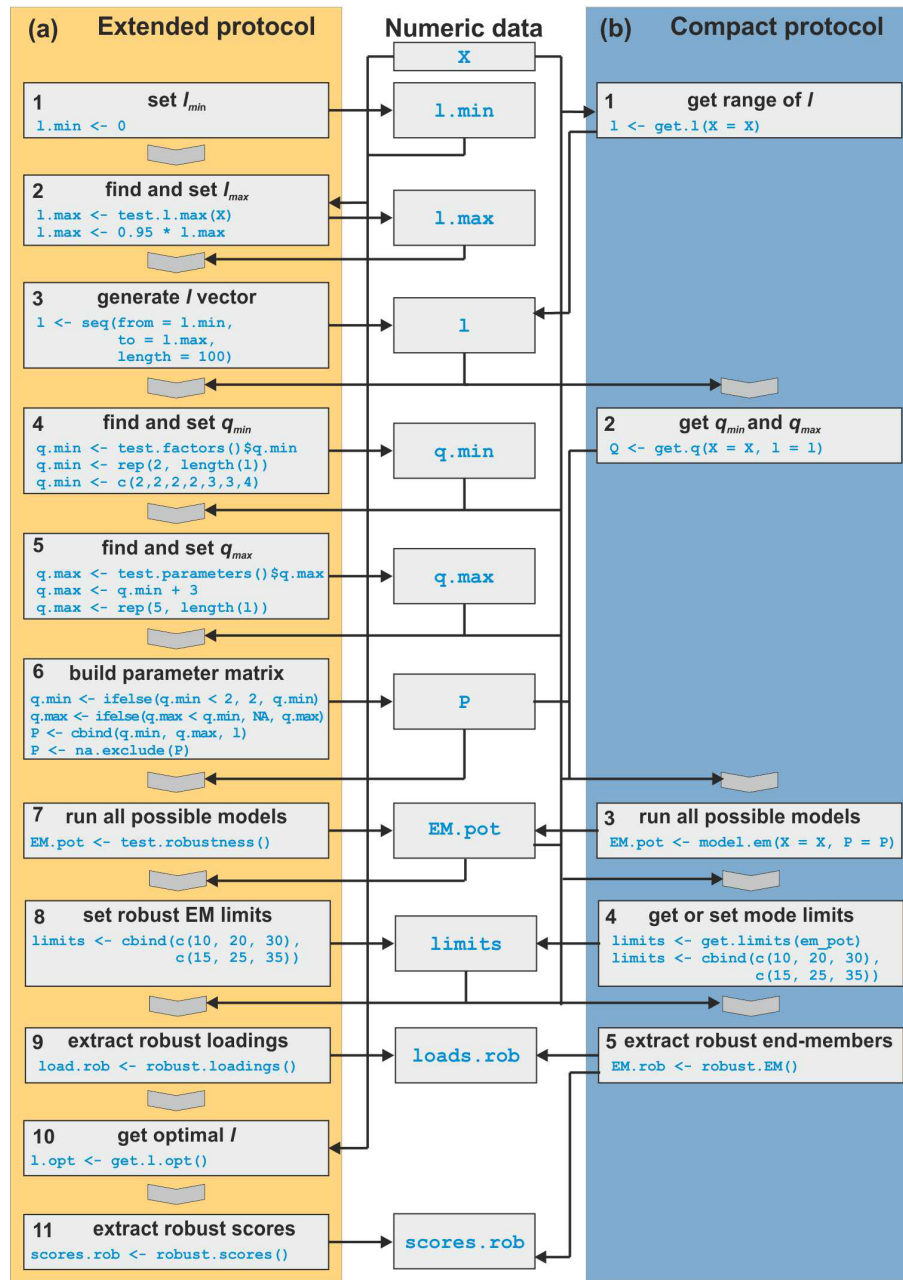 (a) Extended protocol
Numeric data
(b) Compact protocol
X
1 set l_min
l.min <- 0
l.min
1 get range of l
l <- get.l(X = X)
2 find and set l_max
l.max <- test.l.max(X)
l.max <- 0.95 * l.max
l.max
3 generate l vector
l <- seq(from = l.min,
to = l.max,
length = 100)
l
4 find and set q_min
q.min <- test.factors()$q.min
q.min <- rep(2, length(l))
q.min <- c(2,2,2,2,3,3,4)
q.min
2 get q_min and q_max
Q <- get.q(X = X, l = l)
5 find and set q_max
q.max <- test.parameters()$q.max
q.max <- q.min + 3
q.max <- rep(5, length(l))
q.max
6 build parameter matrix
q.min <- ifelse(q.min < 2, 2, q.min)
q.max <- ifelse(q.max < q.min, NA, q.max)
P <- cbind(q.min, q.max, l)
P <- na.exclude(P)
P
7 run all possible models
EM.pot <- test.robustness()
EM.pot
3 run all possible models
EM.pot <- model.em(X = X, P = P)
8 set robust EM limits
limits <- cbind(c(10, 20, 30),
c(15, 25, 35))
limits
4 get or set mode limits
limits <- get.limits(em_pot)
limits <- cbind(c(10, 20, 30),
c(15, 25, 35))
9 extract robust loadings
load.rob <- robust.loadings()
loads.rob
5 extract robust end-members
EM.rob <- robust.EM()
10 get optimal l
l.opt <- get.l.opt()
11 extract robust scores
scores.rob <- robust.scores()
scores.rob